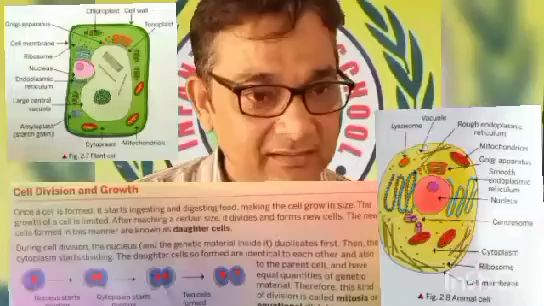 Chloroplast
Cell wall
Golgi apparatus
Tonoplast
Cell membrane
Ribosome
Nucleus
Endoplasmic
reticulum
Large central
vacuole
Amyloplast
(starch grain)
Cytoplasm
Mitochondrion
▲ Fig. 2.7 Plant cell
SCHOOL
Vacuole
Lysosome
Rough endoplasmic
reticulum
Mitochondrion
Golgi apparatus
Smooth
endoplasmic
reticulum
Nucleus
Centrosome
Cytoplasm
Ribosome
Cell membrane
▲ Fig. 2.8 Animal cell
Cell Division and Growth
Once a cell is formed, it starts ingesting and digesting food, making the cell grow in size. The
growth of a cell is limited. After reaching a certain size, it divides and forms new cells. The new
cells formed in this manner are known as daughter cells.
During cell division, the nucleus (and the genetic material inside it) duplicates first. Then, the
cytoplasm starts dividing. The daughter cells so formed are identical to each other and also
to the parent cell, and have
equal quantities of genetic
material. Therefore, this kind
of division is called mitosis or
Nucleus starts
Cytoplasm starts
Two cells
formed